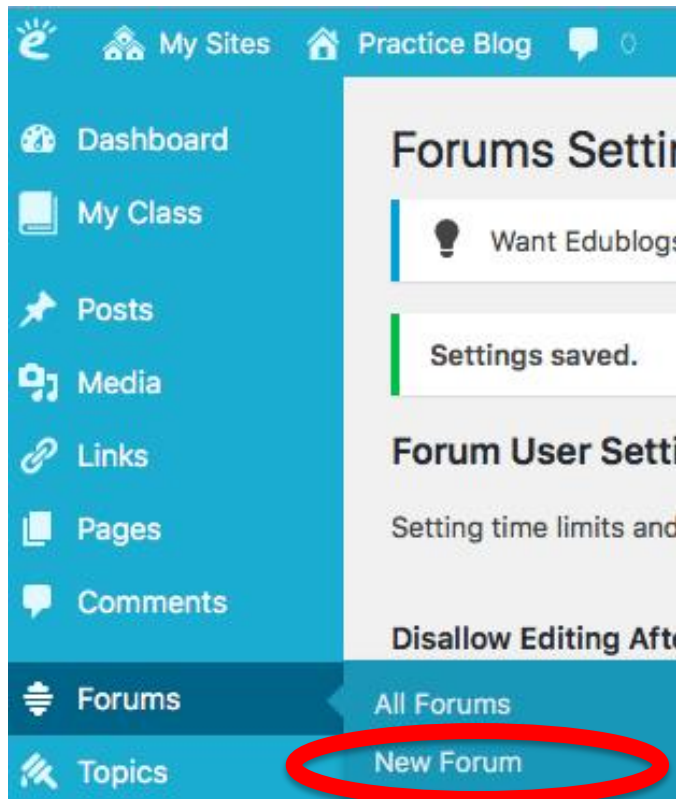 My Sites Practice Blog 0
Dashboard
My Class
Posts
Media
Links
Pages
Comments
Forums
Topics
Forums Settin
Want Edublogs
Settings saved.
Forum User Setti
Setting time limits and
Disallow Editing Afte
All Forums
New Forum